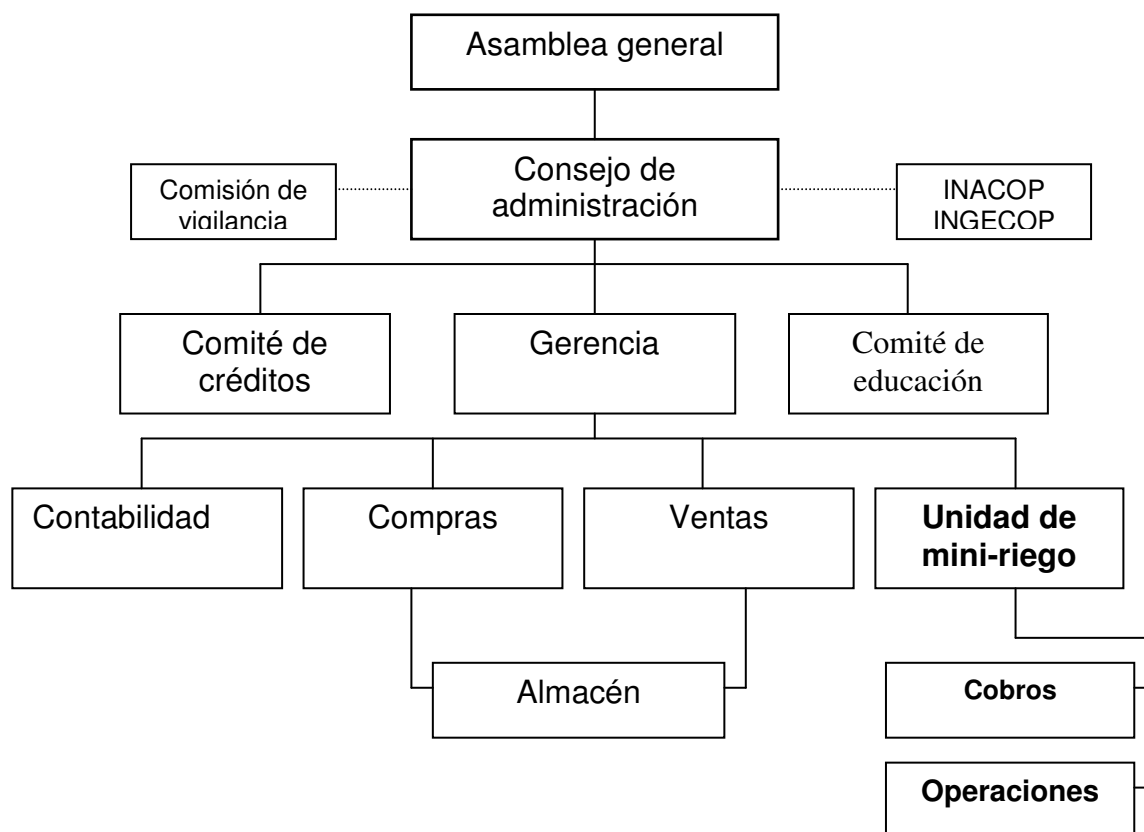 Asamblea general
Consejo de
administración
Comisión de
vigilancia
INACOP
INGECOP
Comité de
créditos
Gerencia
Comité de
educación
Contabilidad
Compras
Ventas
Unidad de
mini-riego
Almacén
Cobros
Operaciones